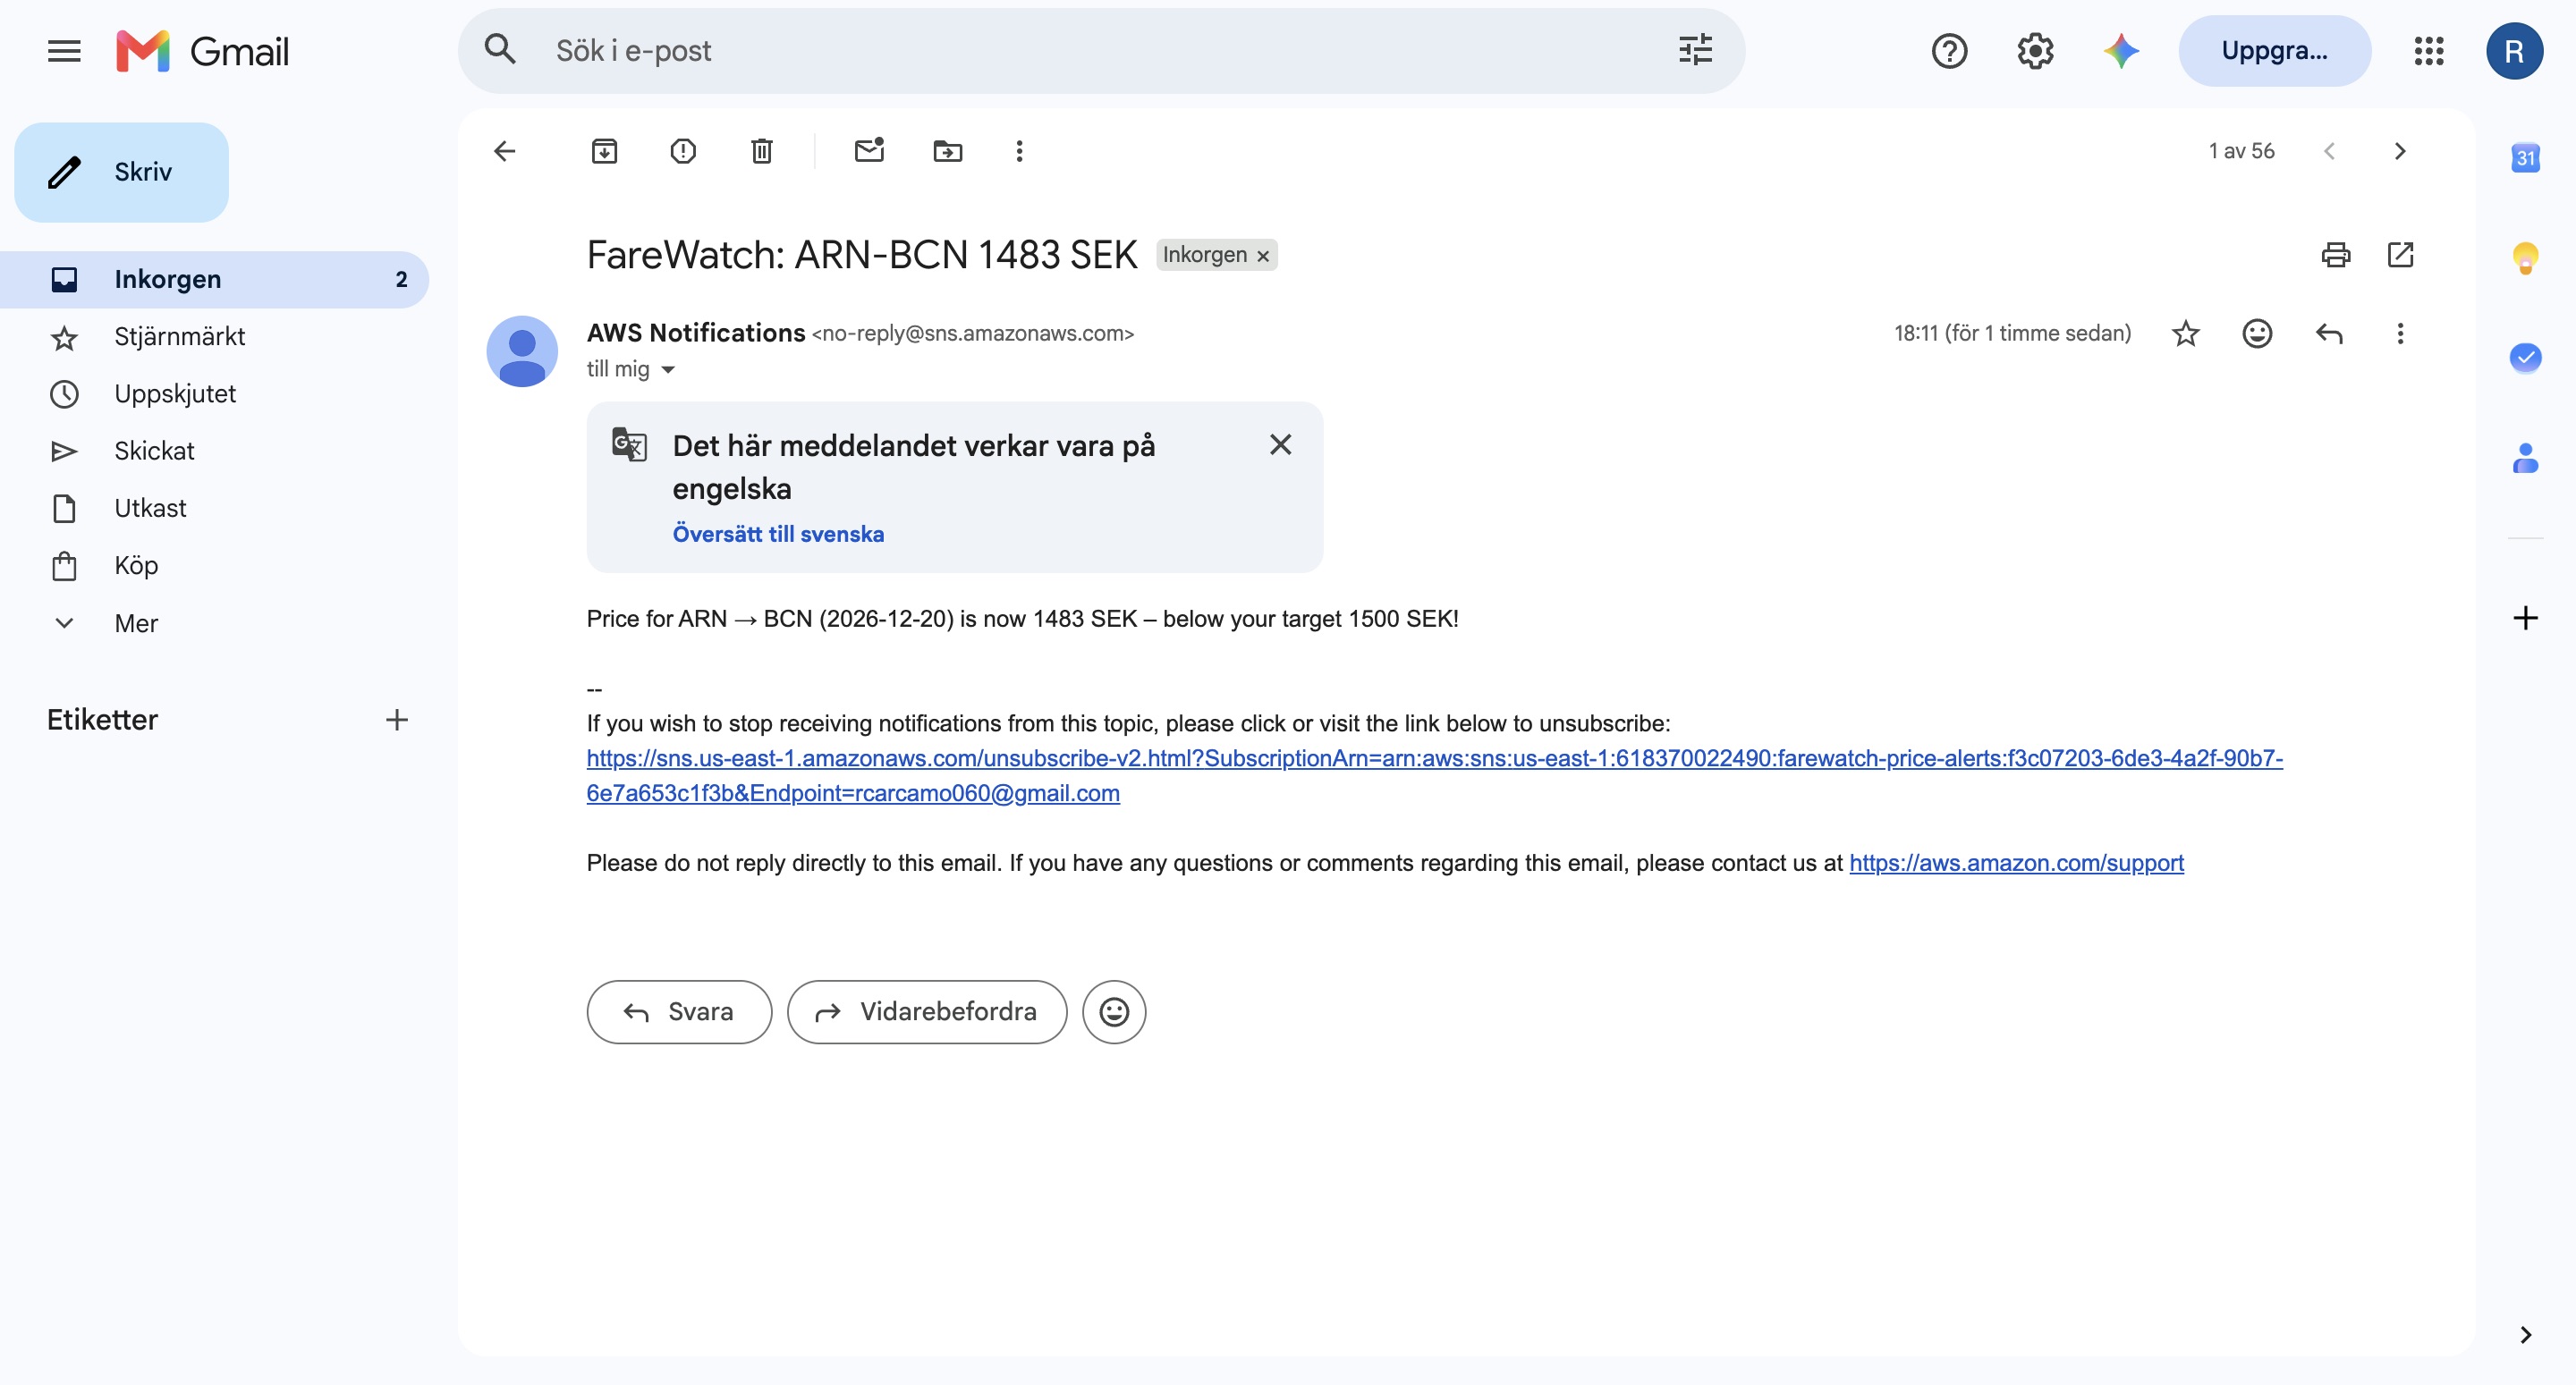 Gmail
Sök i e-post
Uppgra...
R
Skriv
Inkorgen 2
Stjärnmärkt
Uppskjutet
Skickat
Utkast
Köp
Mer
Etiketter
1 av 56
31
FareWatch: ARN-BCN 1483 SEK Inkorgen ×
AWS Notifications <no-reply@sns.amazonaws.com>
18:11 (för 1 timme sedan)
till mig
Det här meddelandet verkar vara på
engelska
Översätt till svenska
Price for ARN → BCN (2026-12-20) is now 1483 SEK – below your target 1500 SEK!
--
If you wish to stop receiving notifications from this topic, please click or visit the link below to unsubscribe:
https://sns.us-east-1.amazonaws.com/unsubscribe-v2.html?SubscriptionArn=arn:aws:sns:us-east-1:618370022490:farewatch-price-alerts:f3c07203-6de3-4a2f-90b7-
6e7a653c1f3b&Endpoint=rcarcamo060@gmail.com
Please do not reply directly to this email. If you have any questions or comments regarding this email, please contact us at https://aws.amazon.com/support
Svara
Vidarebefordra